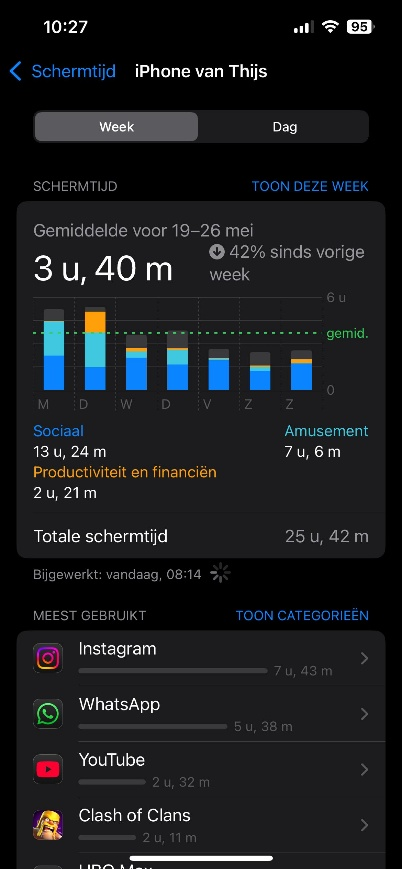 10:27
95
Schermtijd
iPhone van Thijs
Week
Dag
SCHERMTIJD
TOON DEZE WEEK
Gemiddelde voor 19–26 mei
3 u, 40 m
42% sinds vorige
week
6 u
gemid.
0
M D W D V Z Z
Sociaal
13 u, 24 m
Amusement
7 u, 6 m
Productiviteit en financiën
2 u, 21 m
Totale schermtijd
25 u, 42 m
Bijgewerkt: vandaag, 08:14
MEEST GEBRUIKT
TOON CATEGORIEËN
Instagram
7 u, 43 m
WhatsApp
5 u, 38 m
YouTube
2 u, 32 m
Clash of Clans
2 u, 11 m
HBO Max